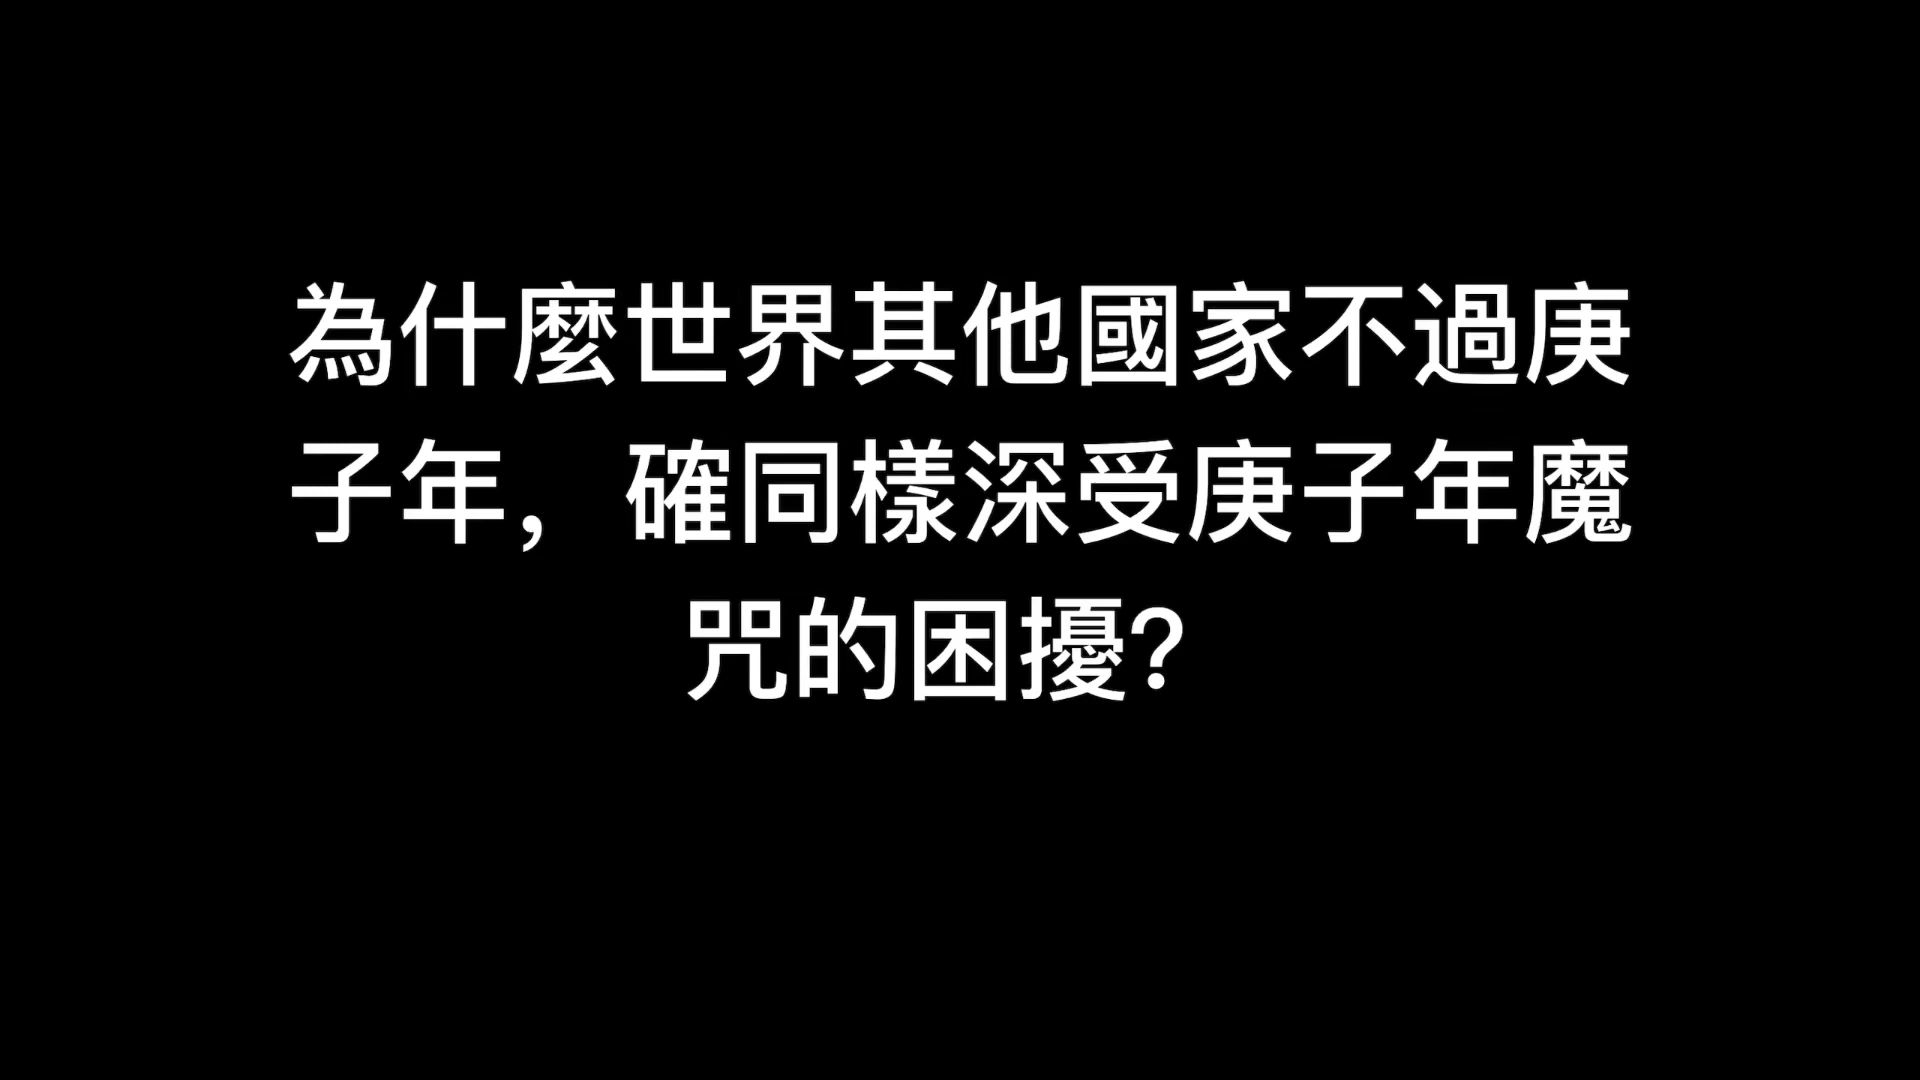 為什麼世界其他國家不過庚
子年，確同樣深受庚子年魔
咒的困擾？